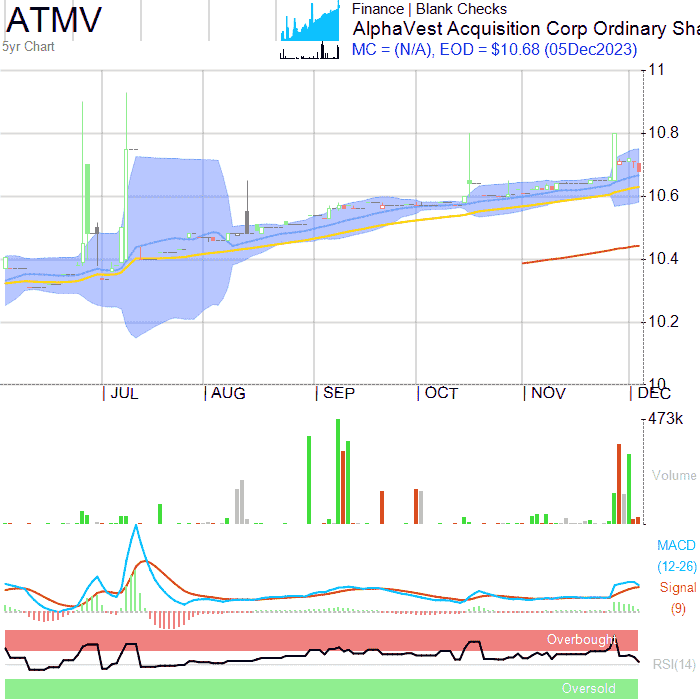 ATMV
5yr Chart
Finance | Blank Checks
AlphaVest Acquisition Corp Ordinary Sha
MC = (N/A), EOD = $10.68 (05Dec2023)
11
10.8
10.6
10.4
10.2
10
JUL AUG SEP OCT NOV DEC
473k
Volume
MACD
(12-26)
Signal
(9)
Overbought
RSI(14)
Oversold